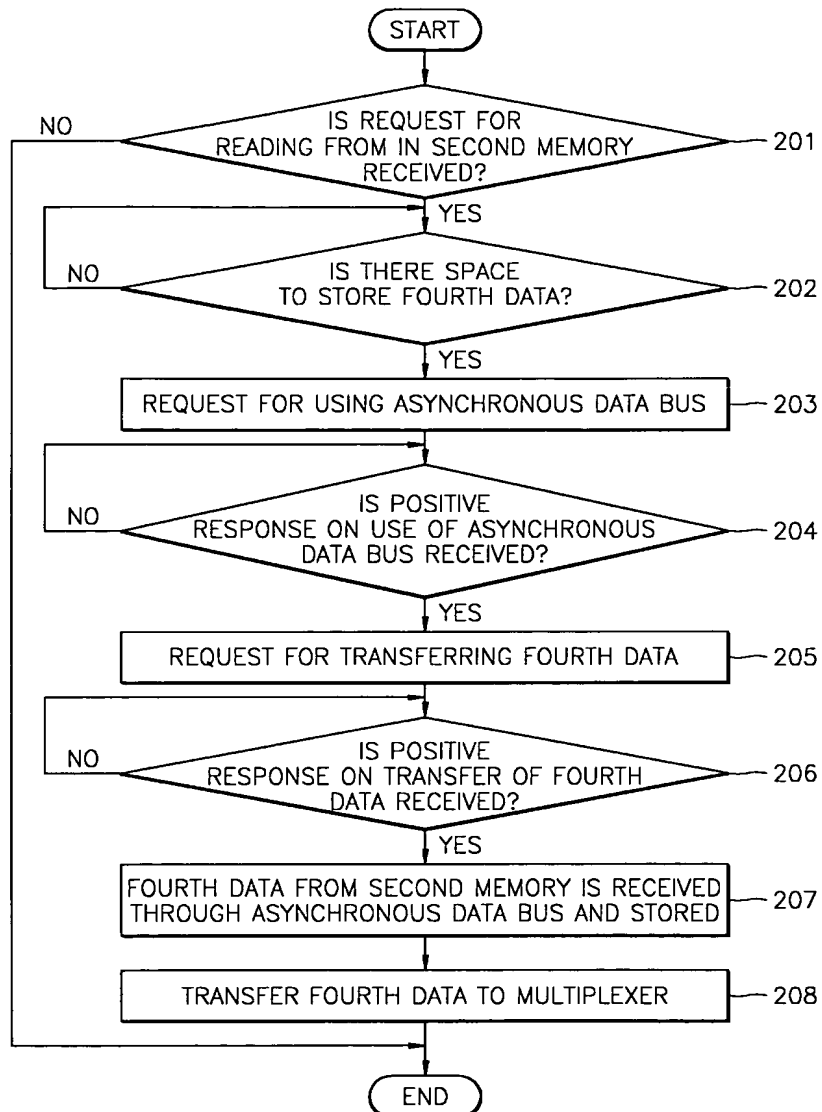 START
IS REQUEST FOR
READING FROM IN SECOND MEMORY
RECEIVED?
NO
201
YES
IS THERE SPACE
TO STORE FOURTH DATA?
NO
202
YES
REQUEST FOR USING ASYNCHRONOUS DATA BUS
203
IS POSITIVE
RESPONSE ON USE OF ASYNCHRONOUS
DATA BUS RECEIVED?
NO
204
YES
REQUEST FOR TRANSFERRING FOURTH DATA
205
IS POSITIVE
RESPONSE ON TRANSFER OF FOURTH
DATA RECEIVED?
NO
206
YES
FOURTH DATA FROM SECOND MEMORY IS RECEIVED
THROUGH ASYNCHRONOUS DATA BUS AND STORED
207
TRANSFER FOURTH DATA TO MULTIPLEXER
208
END